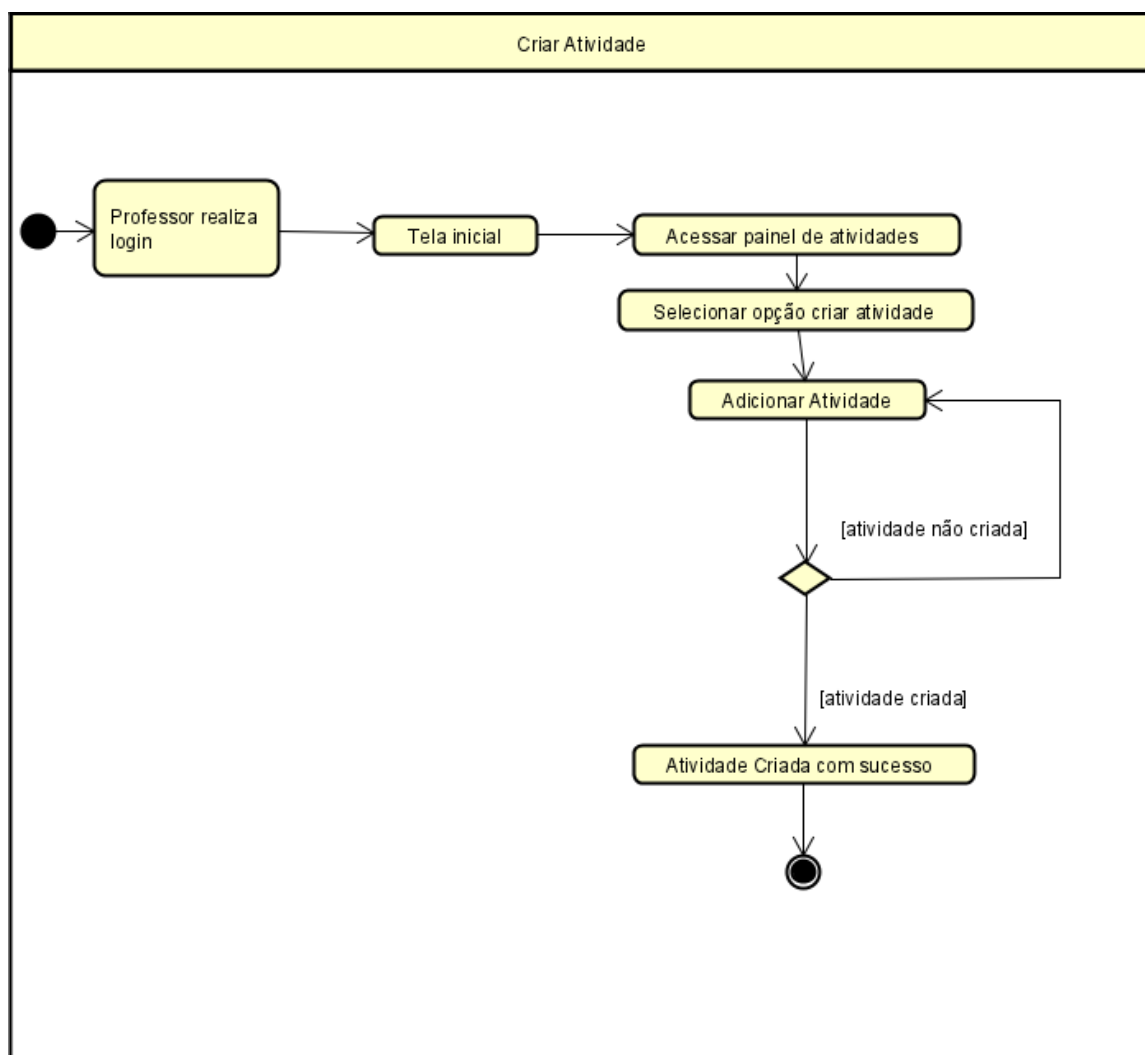 Criar Atividade
Professor realiza
login
Tela inicial
Acessar painel de atividades
Selecionar opção criar atividade
Adicionar Atividade
[atividade não criada]
[atividade criada]
Atividade Criada com sucesso